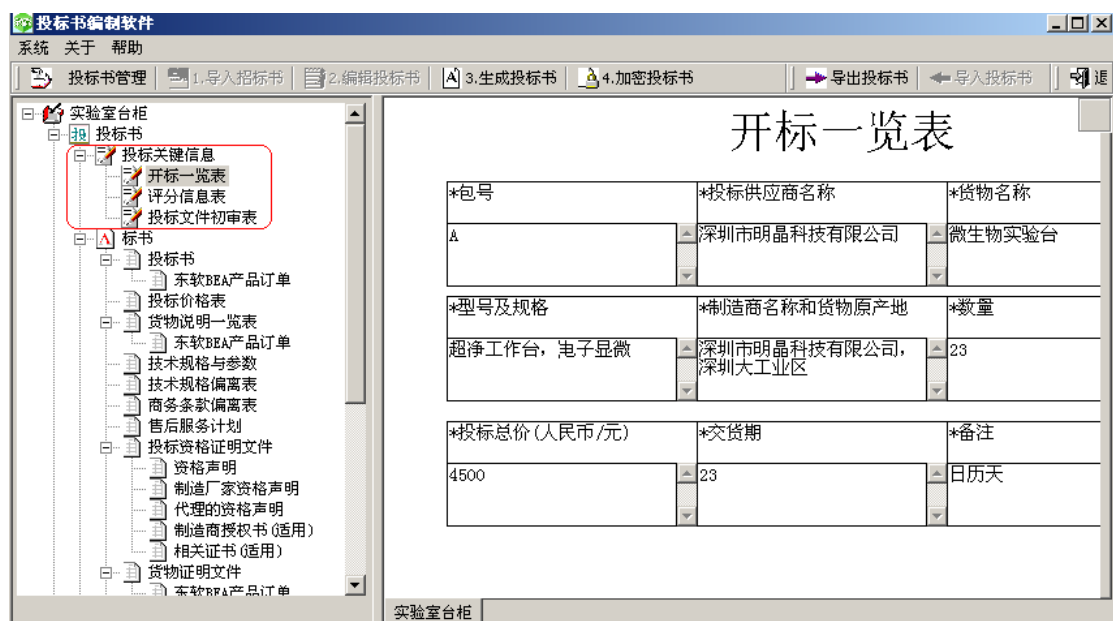 投标书编制软件
系统 关于 帮助
投标书管理 1.导入招标书 2.编辑投标书 3.生成投标书 4.加密投标书 导出投标书 导入投标书 退
实验室台柜
投标书
投标关键信息
开标一览表
评分信息表
投标文件初审表
标书
投标书
东软BEA产品订单
投标价格表
货物说明一览表
东软BEA产品订单
技术规格与参数
技术规格偏离表
商务条款偏离表
售后服务计划
投标资格证明文件
资格声明
制造厂家资格声明
代理的资格声明
制造商授权书(适用)
相关证书(适用)
货物证明文件
东软BEA产品订单
开标一览表
*包号 *投标供应商名称 *货物名称
A 深圳市明晶科技有限公司 微生物实验台
*型号及规格 *制造商名称和货物原产地 *数量
超净工作台，电子显微 深圳市明晶科技有限公司， 23
深圳大工业区
*投标总价(人民币/元) *交货期 *备注
4500 23 日历天
实验室台柜